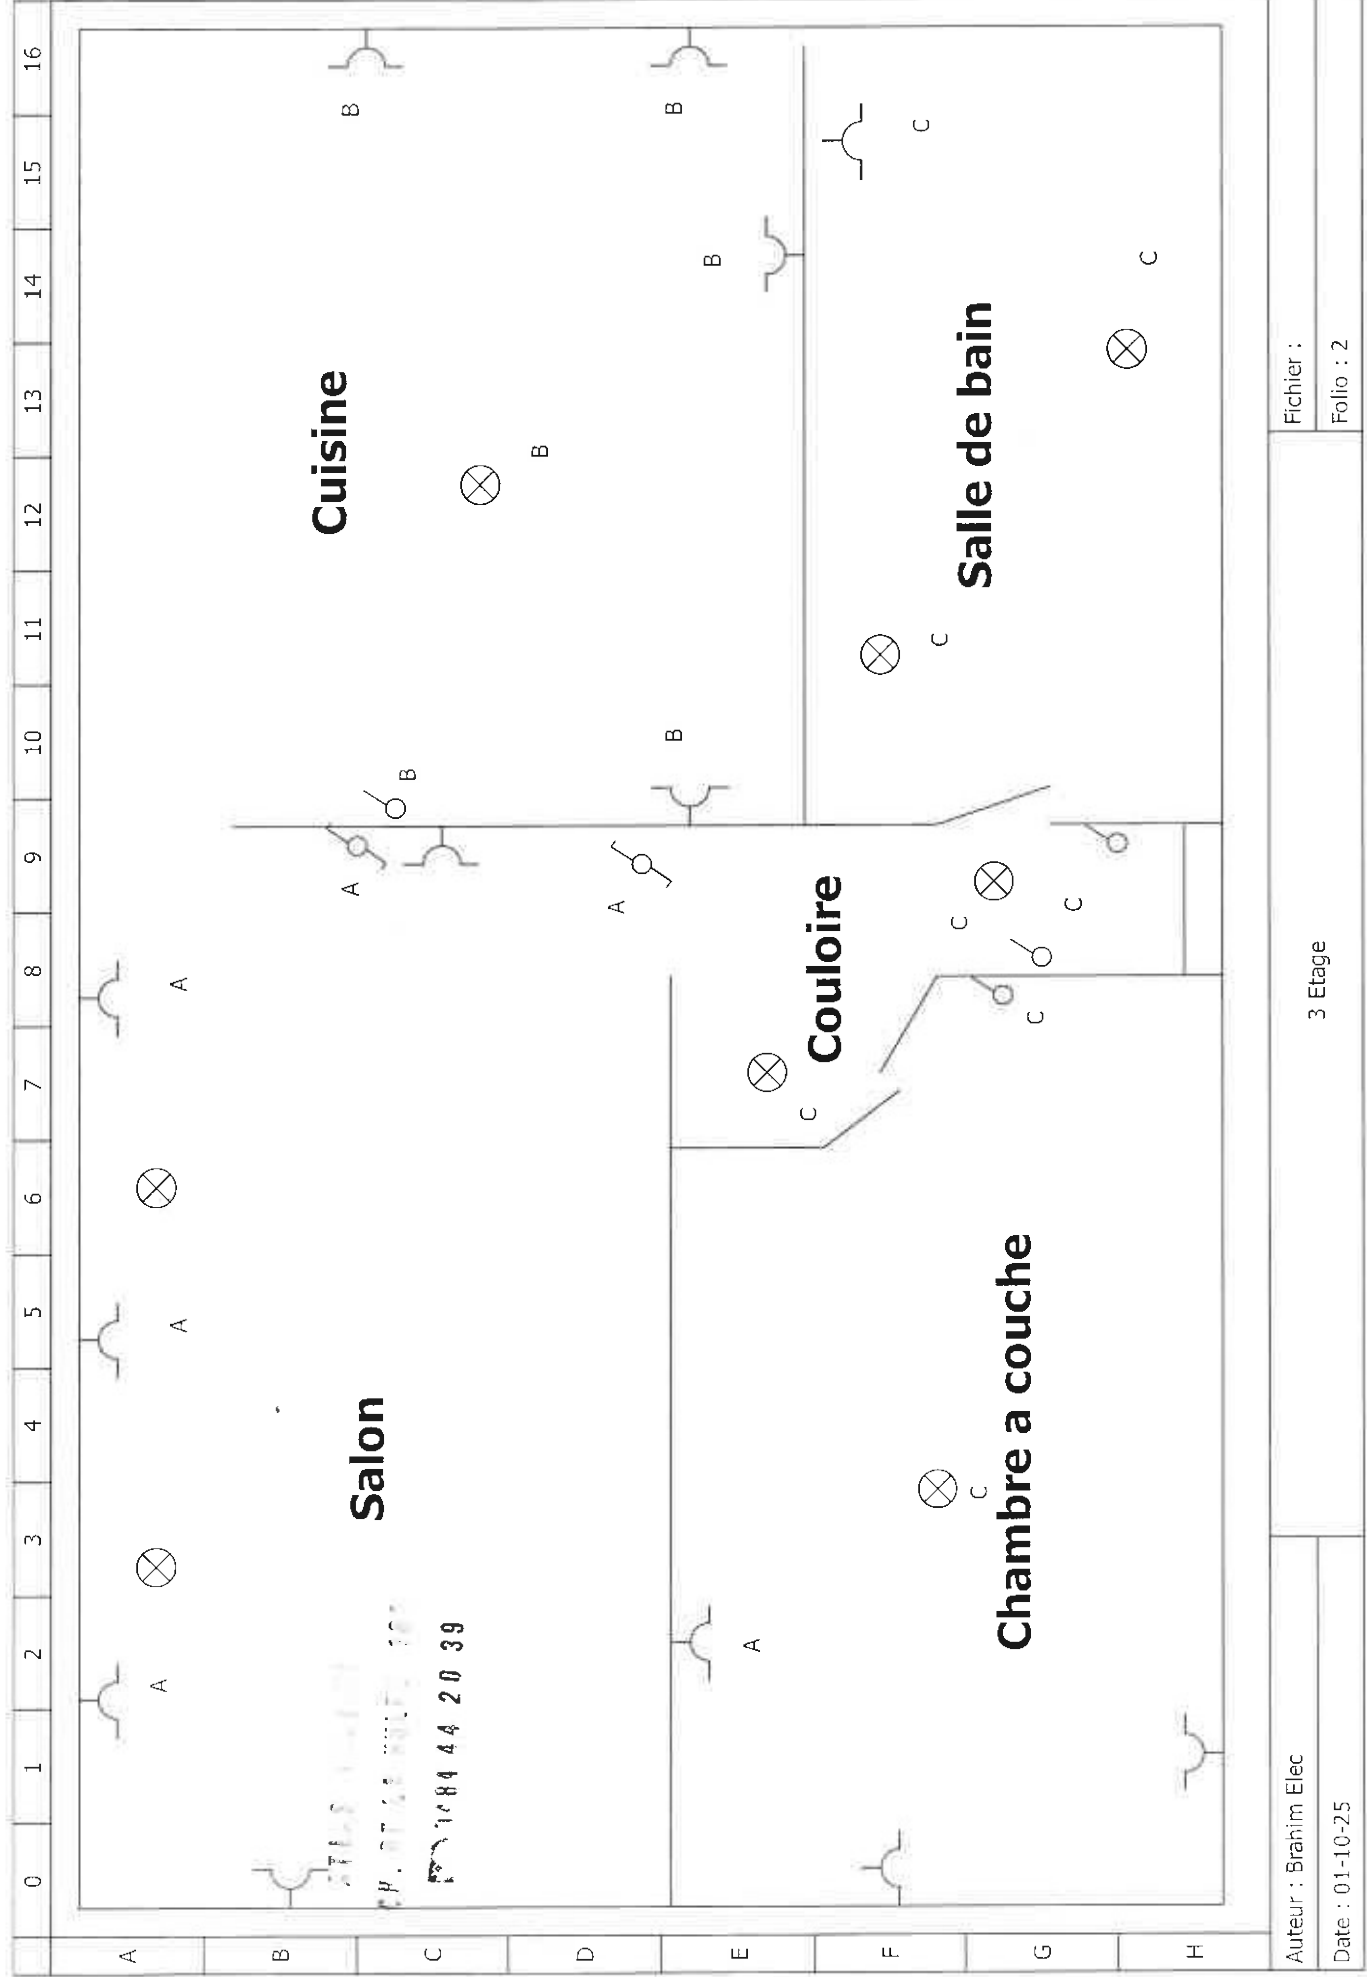 0 1 2 3 4 5 6 7 8 9 10 11 12 13 14 15 16
A
B
C
D
E
F
G
H
A
A
A
B
B
Cuisine
Salon
A
B
B
A
B
B
B
A
C
Couloire
C
C
C
C
Salle de bain
C
Chambre a couche
C
C
C
84 44 20 39
Auteur : Brahim Elec
Date : 01-10-25
3 Etage
Fichier :
Folio : 2